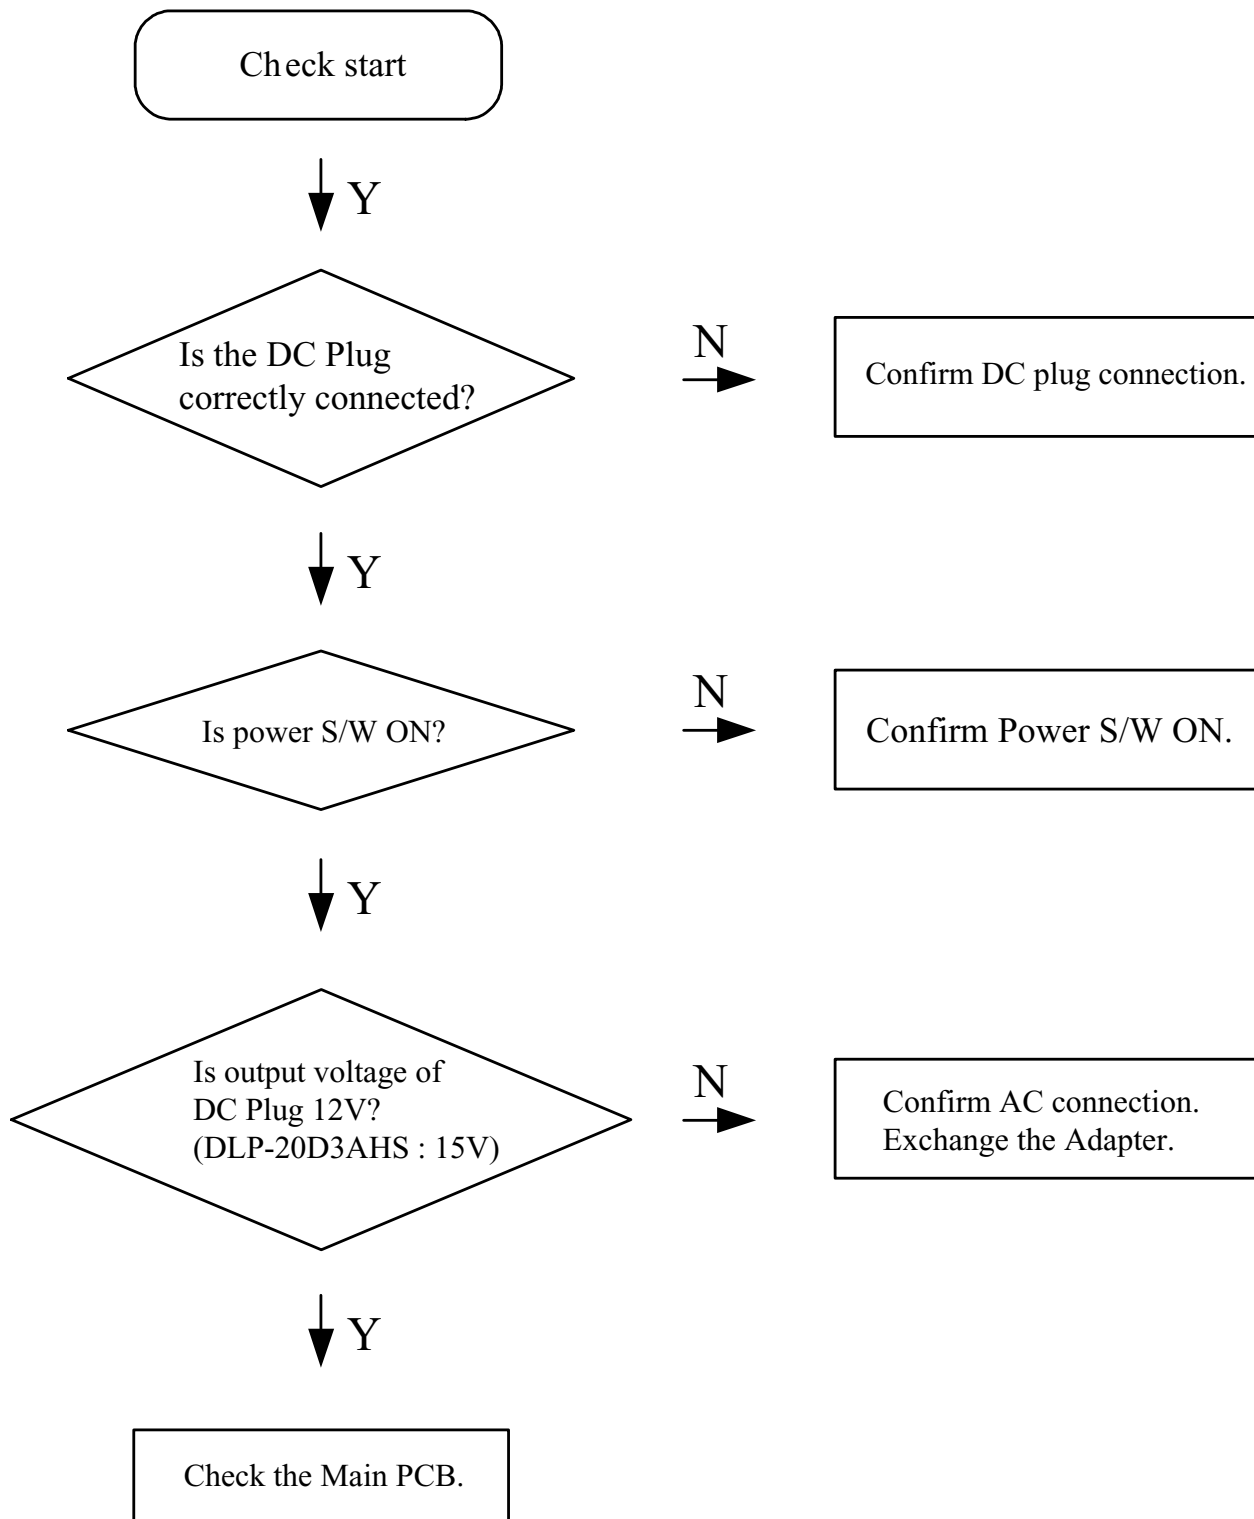 Check start
Y
Is the DC Plug
correctly connected?
N
Confirm DC plug connection.
Y
Is power S/W ON?
N
Confirm Power S/W ON.
Y
Is output voltage of
DC Plug 12V?
(DLP-20D3AHS : 15V)
N
Confirm AC connection.
Exchange the Adapter.
Y
Check the Main PCB.